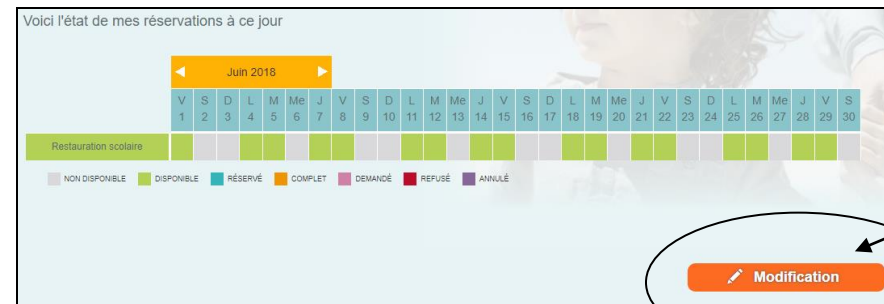 Voici l'état de mes réservations à ce jour
Juin 2018
V S D L M Me J V S D L M Me J V S D L M Me J V S D L M Me J V S
1 2 3 4 5 6 7 8 9 10 11 12 13 14 15 16 17 18 19 20 21 22 23 24 25 26 27 28 29 30
Restauration scolaire
NON DISPONIBLE DISPONIBLE RÉSERVÉ COMPLET DEMANDÉ REFUSÉ ANNULÉ
Modification